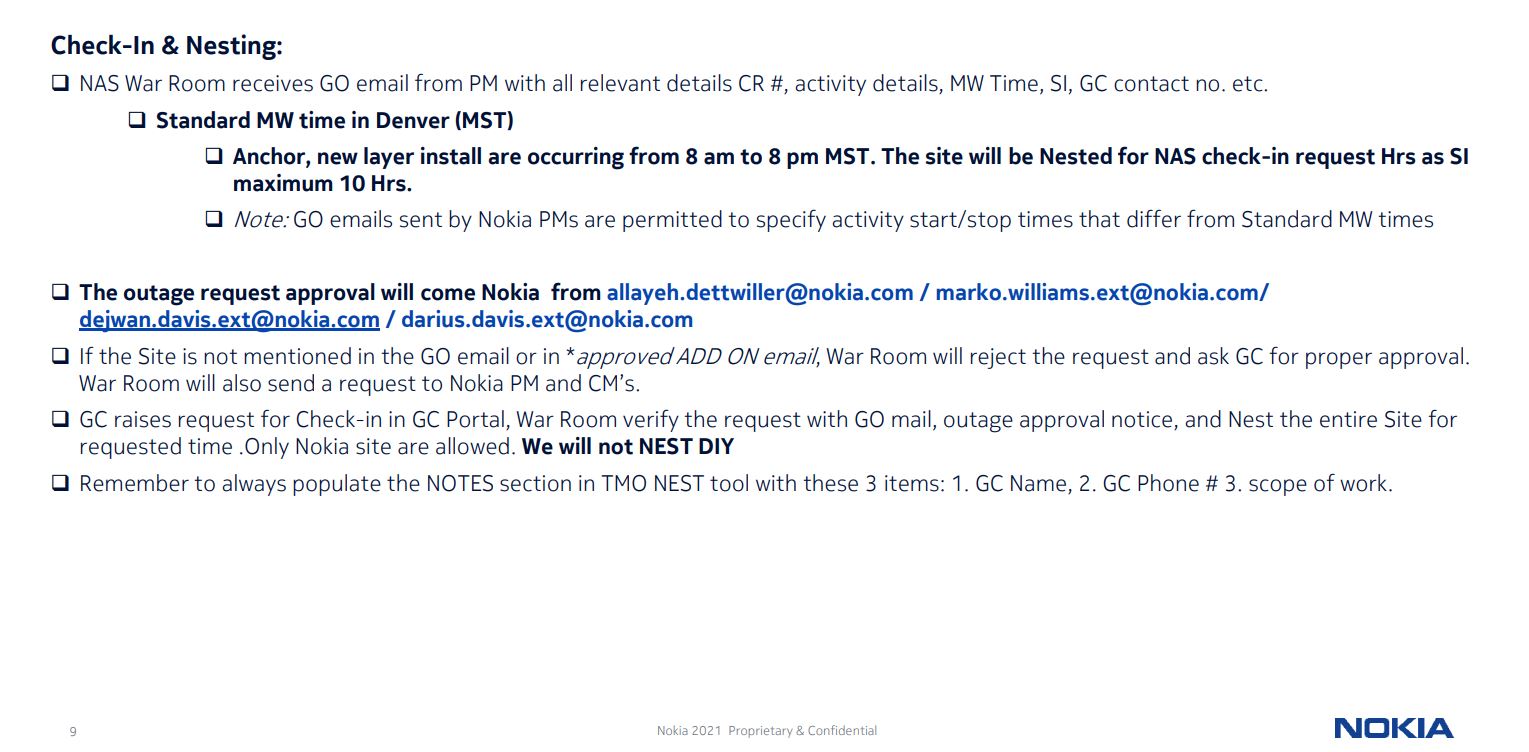 Check-In & Nesting:
❑ NAS War Room receives GO email from PM with all relevant details CR #, activity details, MW Time, SI, GC contact no. etc.
❑ Standard MW time in Denver (MST)
❑ Anchor, new layer install are occurring from 8 am to 8 pm MST. The site will be Nested for NAS check-in request Hrs as SI
maximum 10 Hrs.
❑ Note: GO emails sent by Nokia PMs are permitted to specify activity start/stop times that differ from Standard MW times
❑ The outage request approval will come Nokia  from allayeh.dettwiller@nokia.com / marko.williams.ext@nokia.com/
dejwan.davis.ext@nokia.com / darius.davis.ext@nokia.com
❑ If the Site is not mentioned in the GO email or in *approved ADD ON email, War Room will reject the request and ask GC for proper approval.
War Room will also send a request to Nokia PM and CM’s.
❑ GC raises request for Check-in in GC Portal, War Room verify the request with GO mail, outage approval notice, and Nest the entire Site for
requested time .Only Nokia site are allowed. We will not NEST DIY
❑ Remember to always populate the NOTES section in TMO NEST tool with these 3 items: 1. GC Name, 2. GC Phone # 3. scope of work.
9
Nokia 2021  Proprietary & Confidential
NOKIA